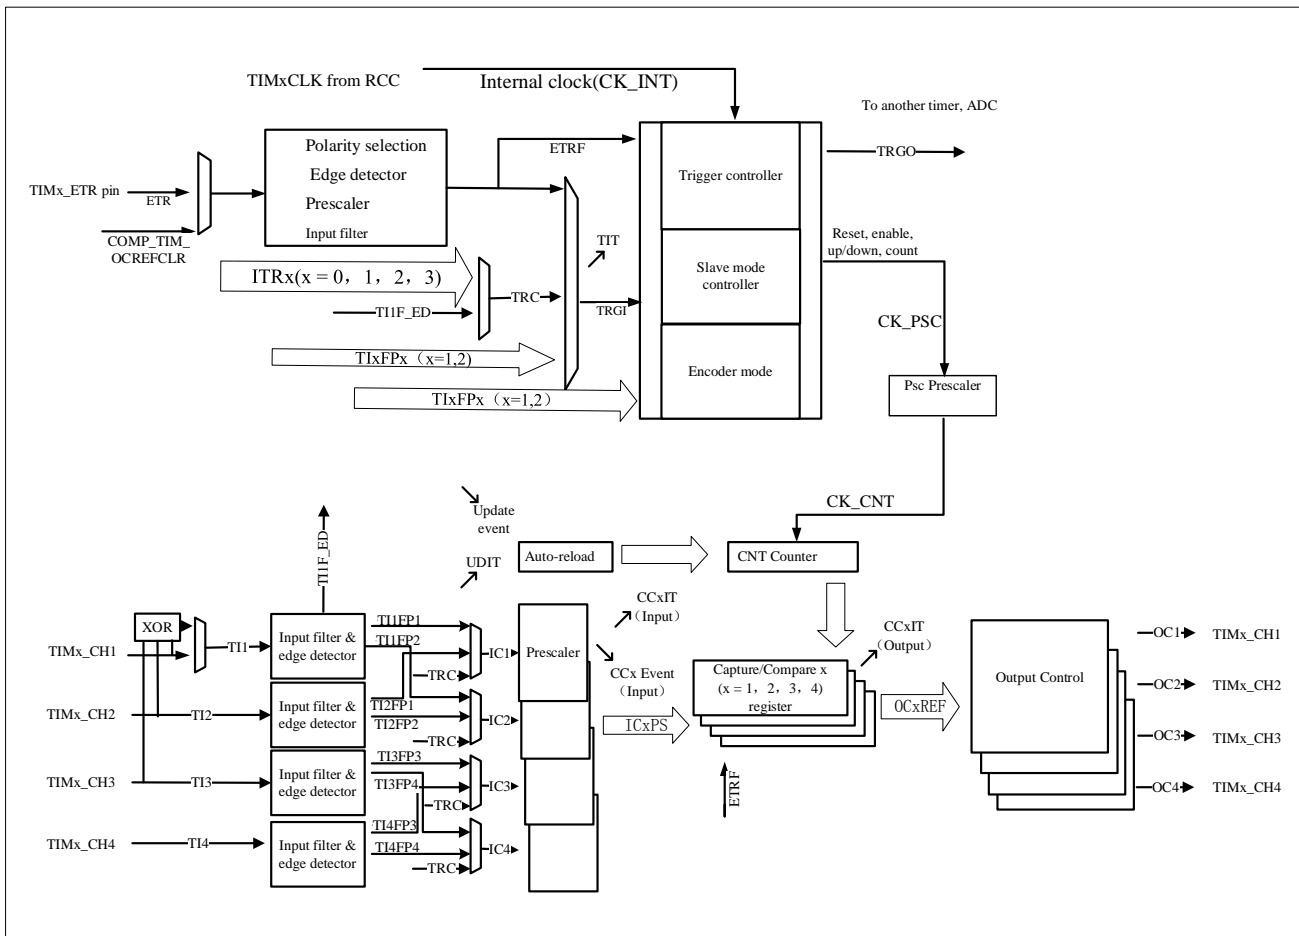 TIMxCLK from RCC
Internal clock(CK_INT)
To another timer, ADC
TRGO
Polarity selection
Edge detector
Prescaler
Input filter
ETRF
TIMx_ETR pin
ETR
COMP_TIM_
OCREFCLR
Trigger controller
Slave mode
controller
Encoder mode
Reset, enable,
up/down, count
TIT
ITRx(x = 0，1，2，3)
TRC
TI1F_ED
TRGI
TIxFPx（x=1,2)
TIxFPx（x=1,2）
CK_PSC
Psc Prescaler
CK_CNT
Update
event
UDIT
Auto-reload
CNT Counter
TI1F_ED
XOR
TIMx_CH1
TI1
Input filter &
edge detector
TI1FP1
TI1FP2
TRC
IC1
Prescaler
CCxIT
（Input）
CCx Event
（Input）
CCxIT
（Output）
TIMx_CH2
TI2
Input filter &
edge detector
TI2FP1
TI2FP2
TRC
IC2
ICxPS
Capture/Compare x
(x = 1，2，3，4)
register
OCxREF
Output Control
ETRF
TIMx_CH3
TI3
Input filter &
edge detector
TI3FP3
TI3FP4
TRC
IC3
TIMx_CH4
TI4
Input filter &
edge detector
TI4FP3
TI4FP4
TRC
IC4
OC1
TIMx_CH1
OC2
TIMx_CH2
OC3
TIMx_CH3
OC4
TIMx_CH4